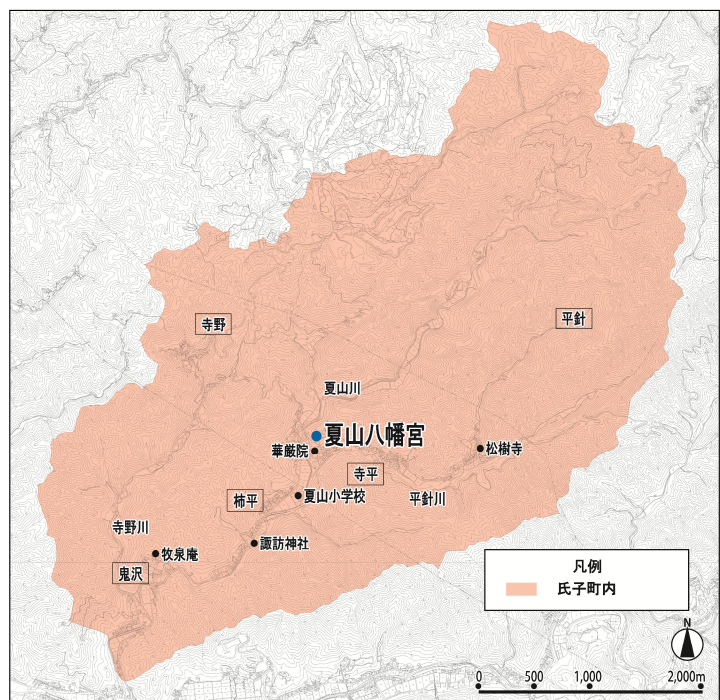 寺野
平針
夏山川
夏山八幡宮
華厳院
松樹寺
寺平
柿平
夏山小学校
平針川
寺野川
諏訪神社
牧泉庵
鬼沢
凡例
氏子町内
N
0 500 1,000 2,000m